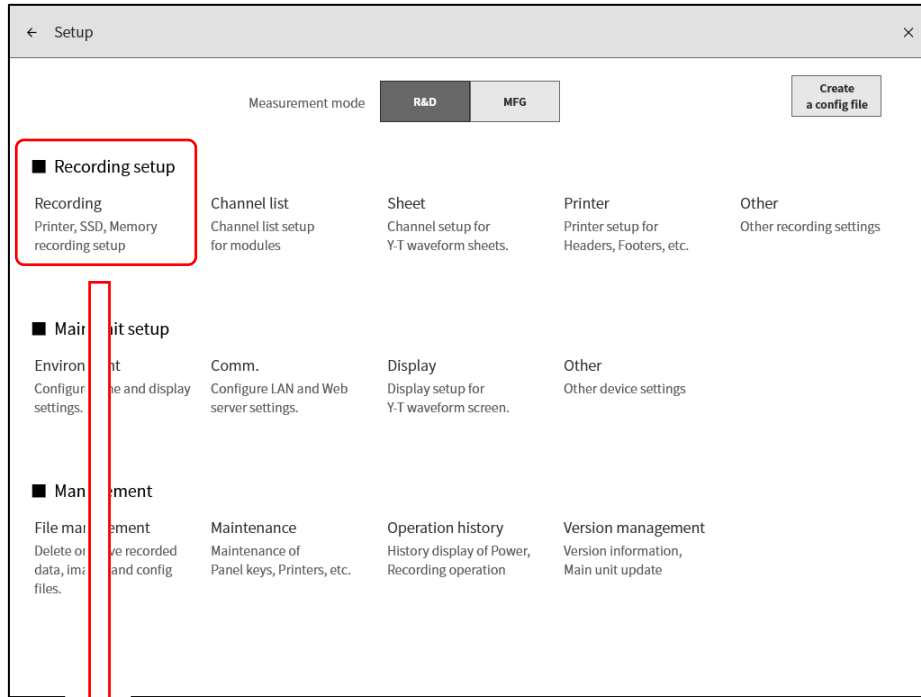 ← Setup ×
Measurement mode R&D MFG
Create
a config file
■ Recording setup
Recording
Printer, SSD, Memory
recording setup
Channel list
Channel list setup
for modules
Sheet
Channel setup for
Y-T waveform sheets.
Printer
Printer setup for
Headers, Footers, etc.
Other
Other recording settings
■ setup
Configure LAN and Web
server settings.
Comm.
and display
settings.
Display
Display setup for
Y-T waveform screen.
Other
Other device settings
■
File
Delete recorded
data, and config
files.
Maintenance
Maintenance of
Panel keys, Printers, etc.
Operation history
History display of Power,
Recording operation
Version management
Version information,
Main unit update